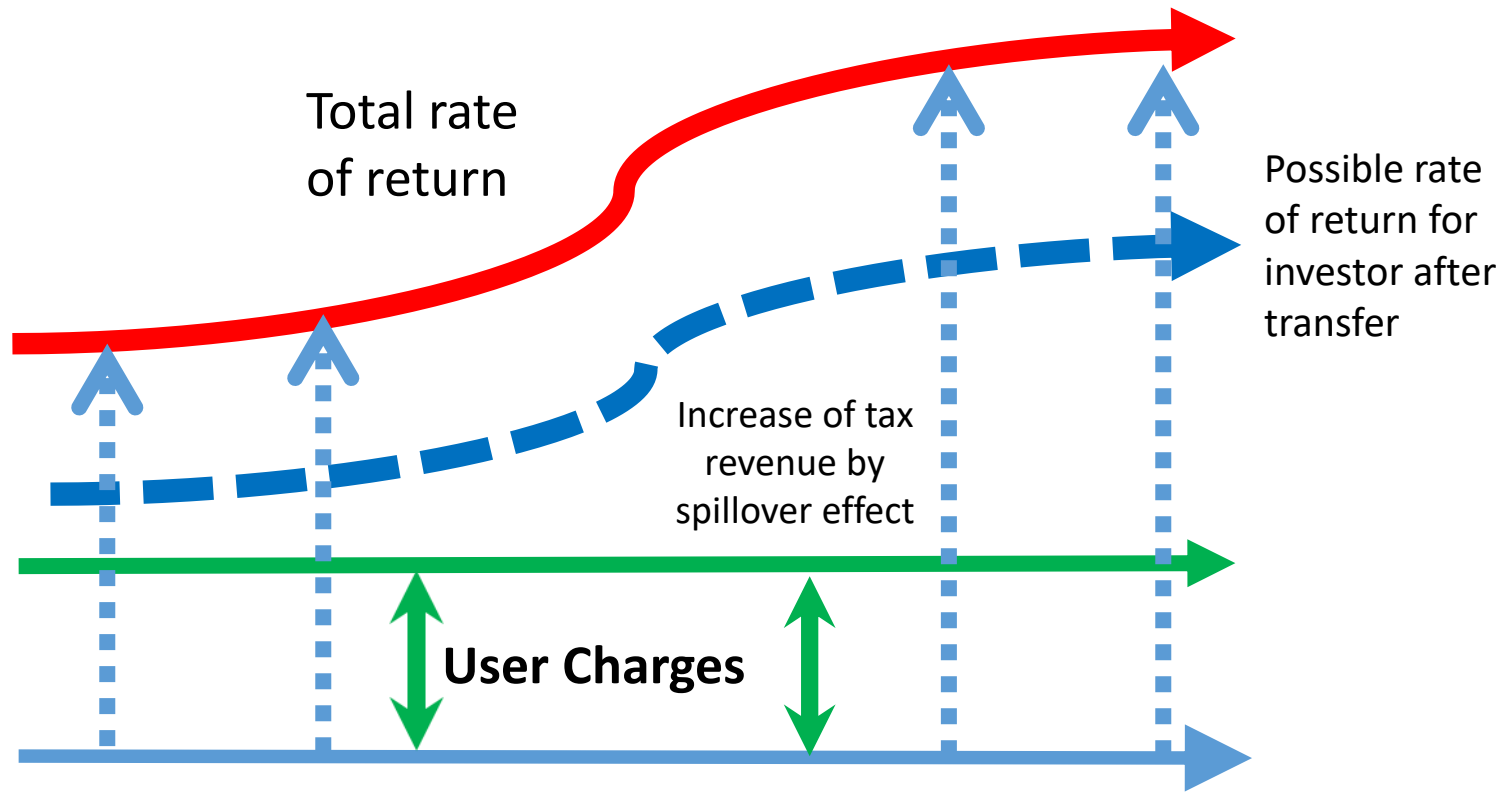 Total rate
of return
Possible rate
of return for
investor after
transfer
Increase of tax
revenue by
spillover effect
User Charges